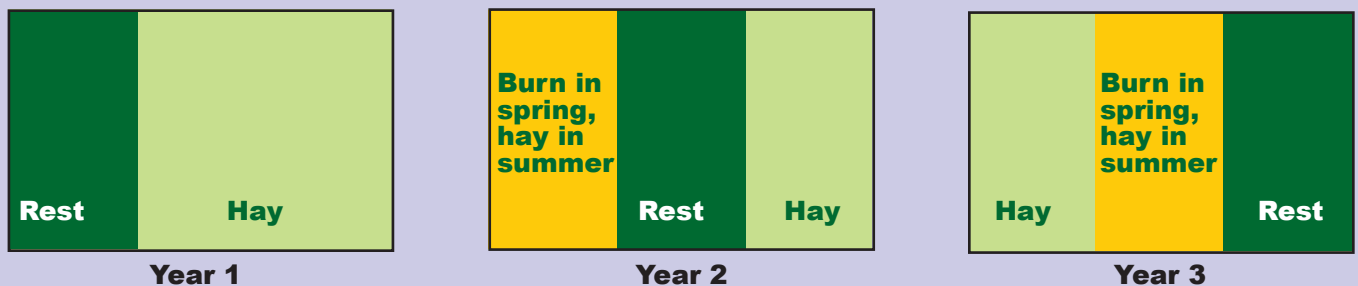 Rest
Hay
Year 1
Burn in
spring,
hay in
summer
Rest
Hay
Year 2
Hay
Burn in
spring,
hay in
summer
Rest
Year 3